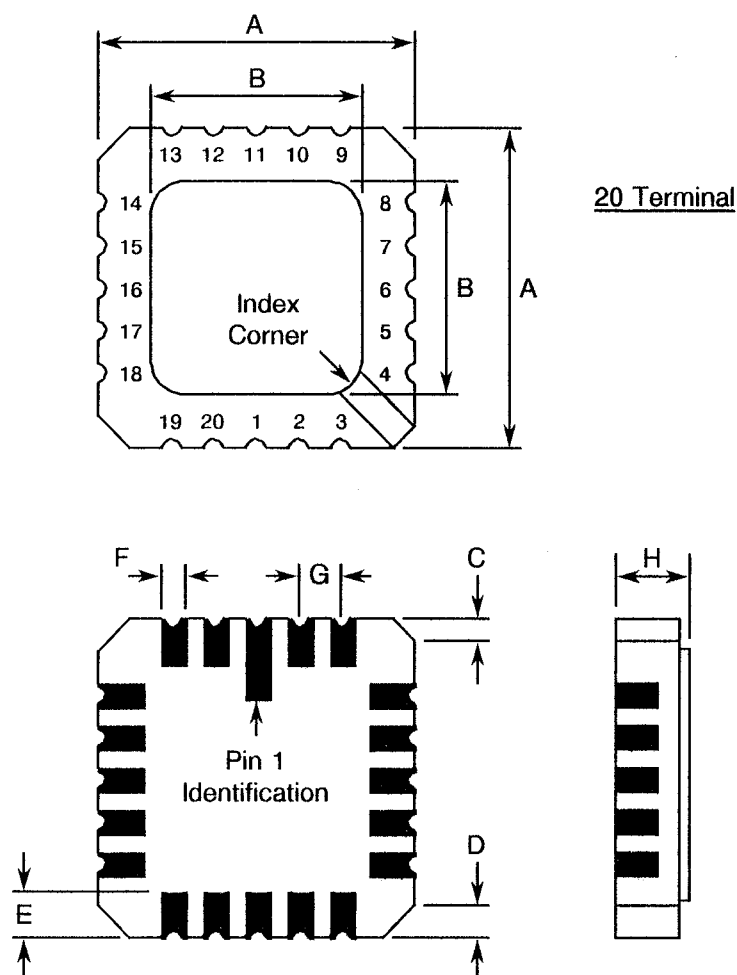 A
B
13 12 11 10 9
20 Terminal
14 8
15 7
16 6
17 5
18 4
B
A
Index
Corner
19 20 1 2 3
F
G
C
H
Pin 1
Identification
D
E